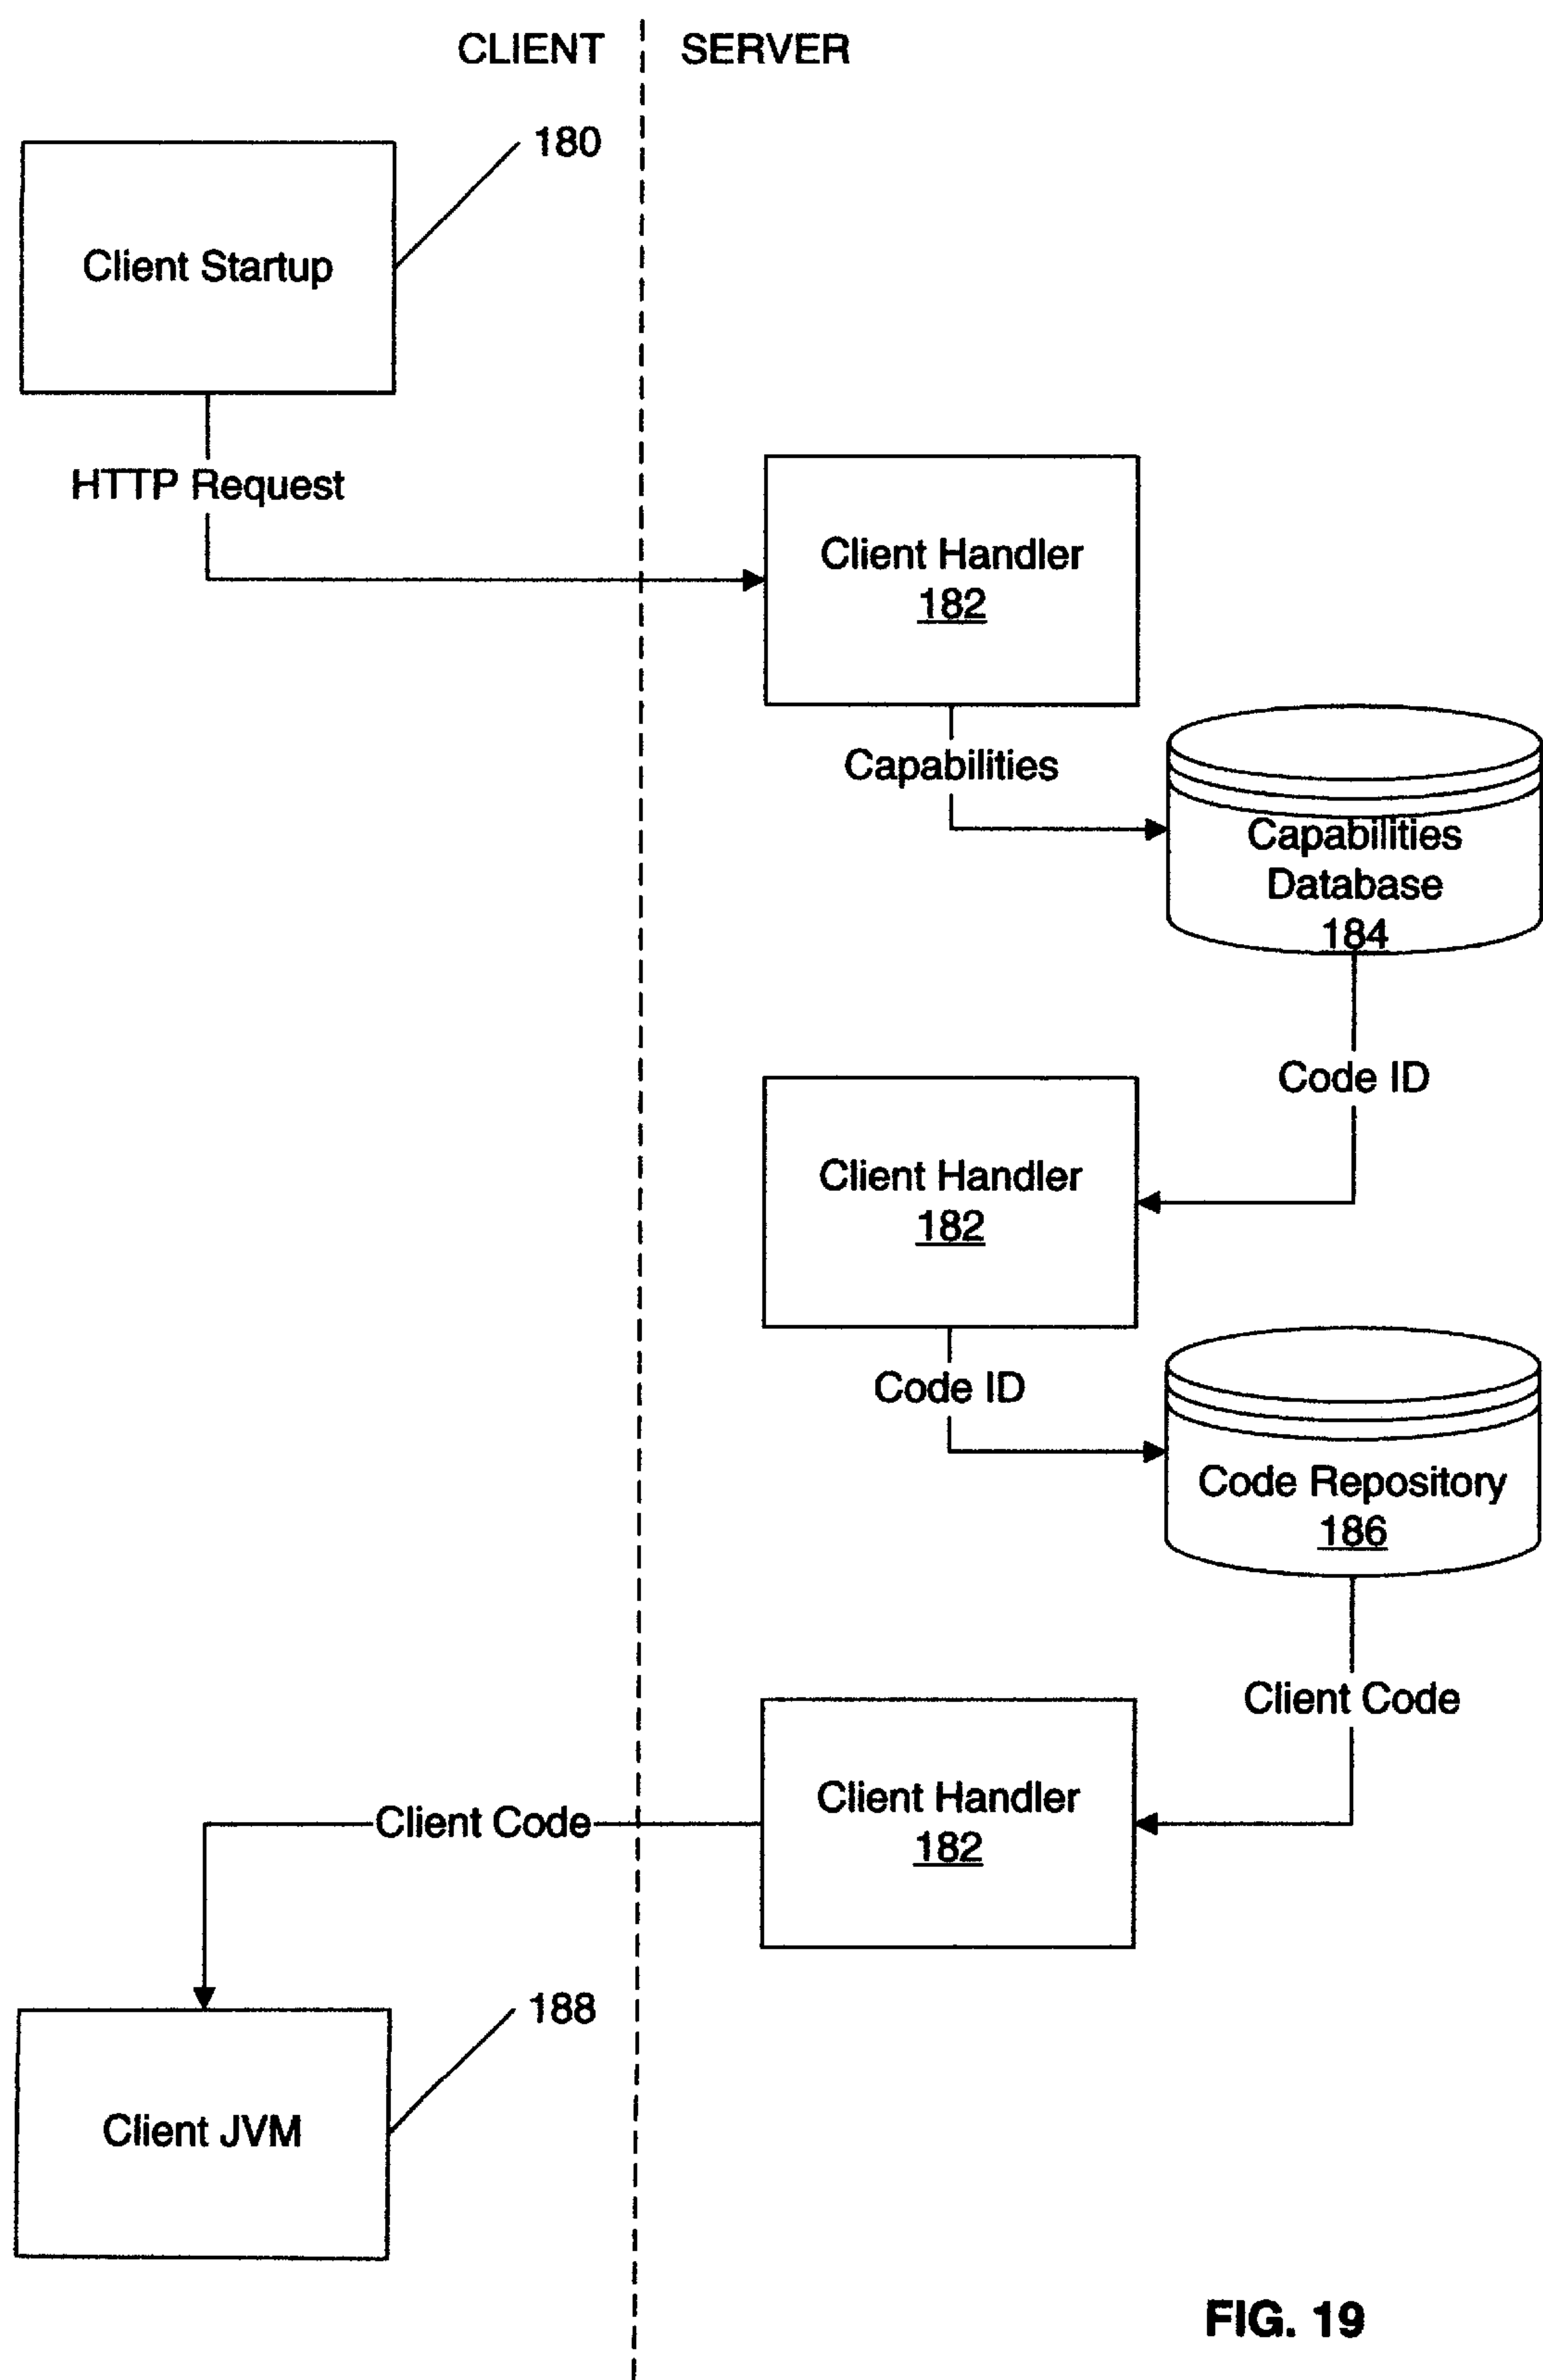 CLIENT
SERVER
180
Client Startup
HTTP Request
Client Handler
182
Capabilities
Capabilities
Database
184
Code ID
Client Handler
182
Code ID
Code Repository
186
Client Code
Client Handler
182
Client Code
188
Client JVM
FIG. 19